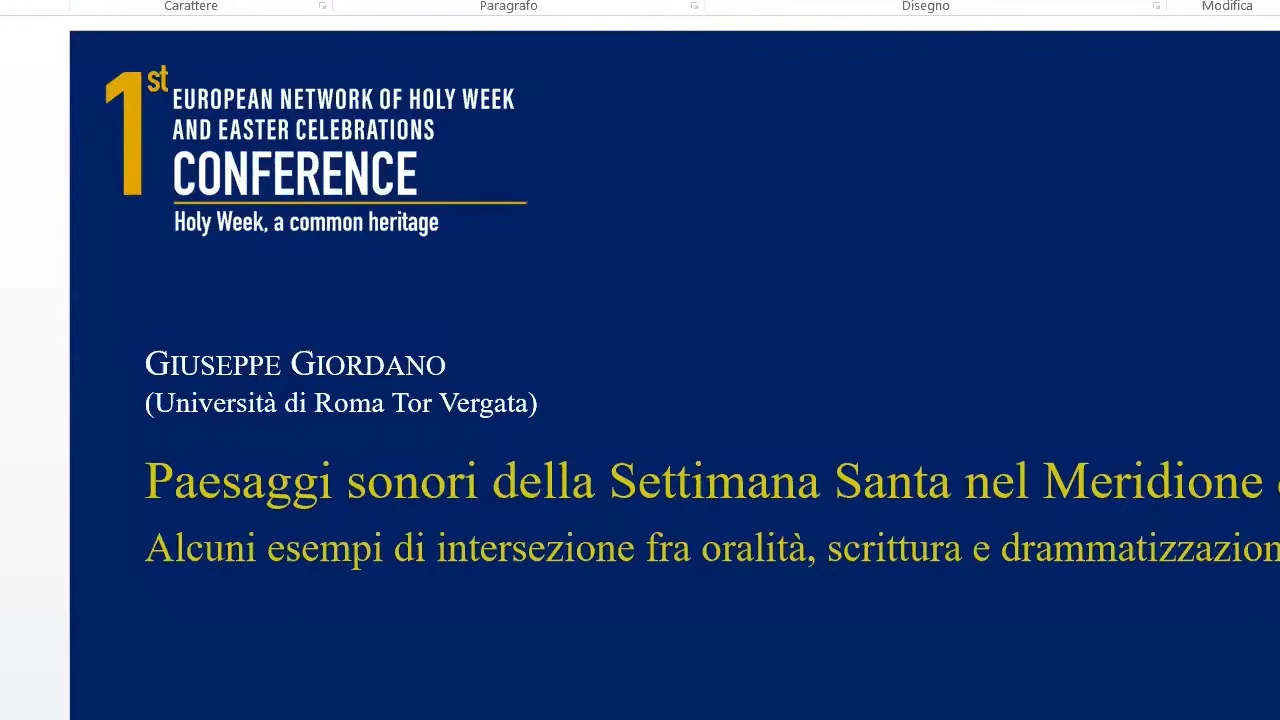 Carattere Paragrafo Disegno Modifica
1st EUROPEAN NETWORK OF HOLY WEEK
AND EASTER CELEBRATIONS
CONFERENCE
Holy Week, a common heritage
GIUSEPPE GIORDANO
(Università di Roma Tor Vergata)
Paesaggi sonori della Settimana Santa nel Meridione
Alcuni esempi di intersezione fra oralità, scrittura e drammatizzazion